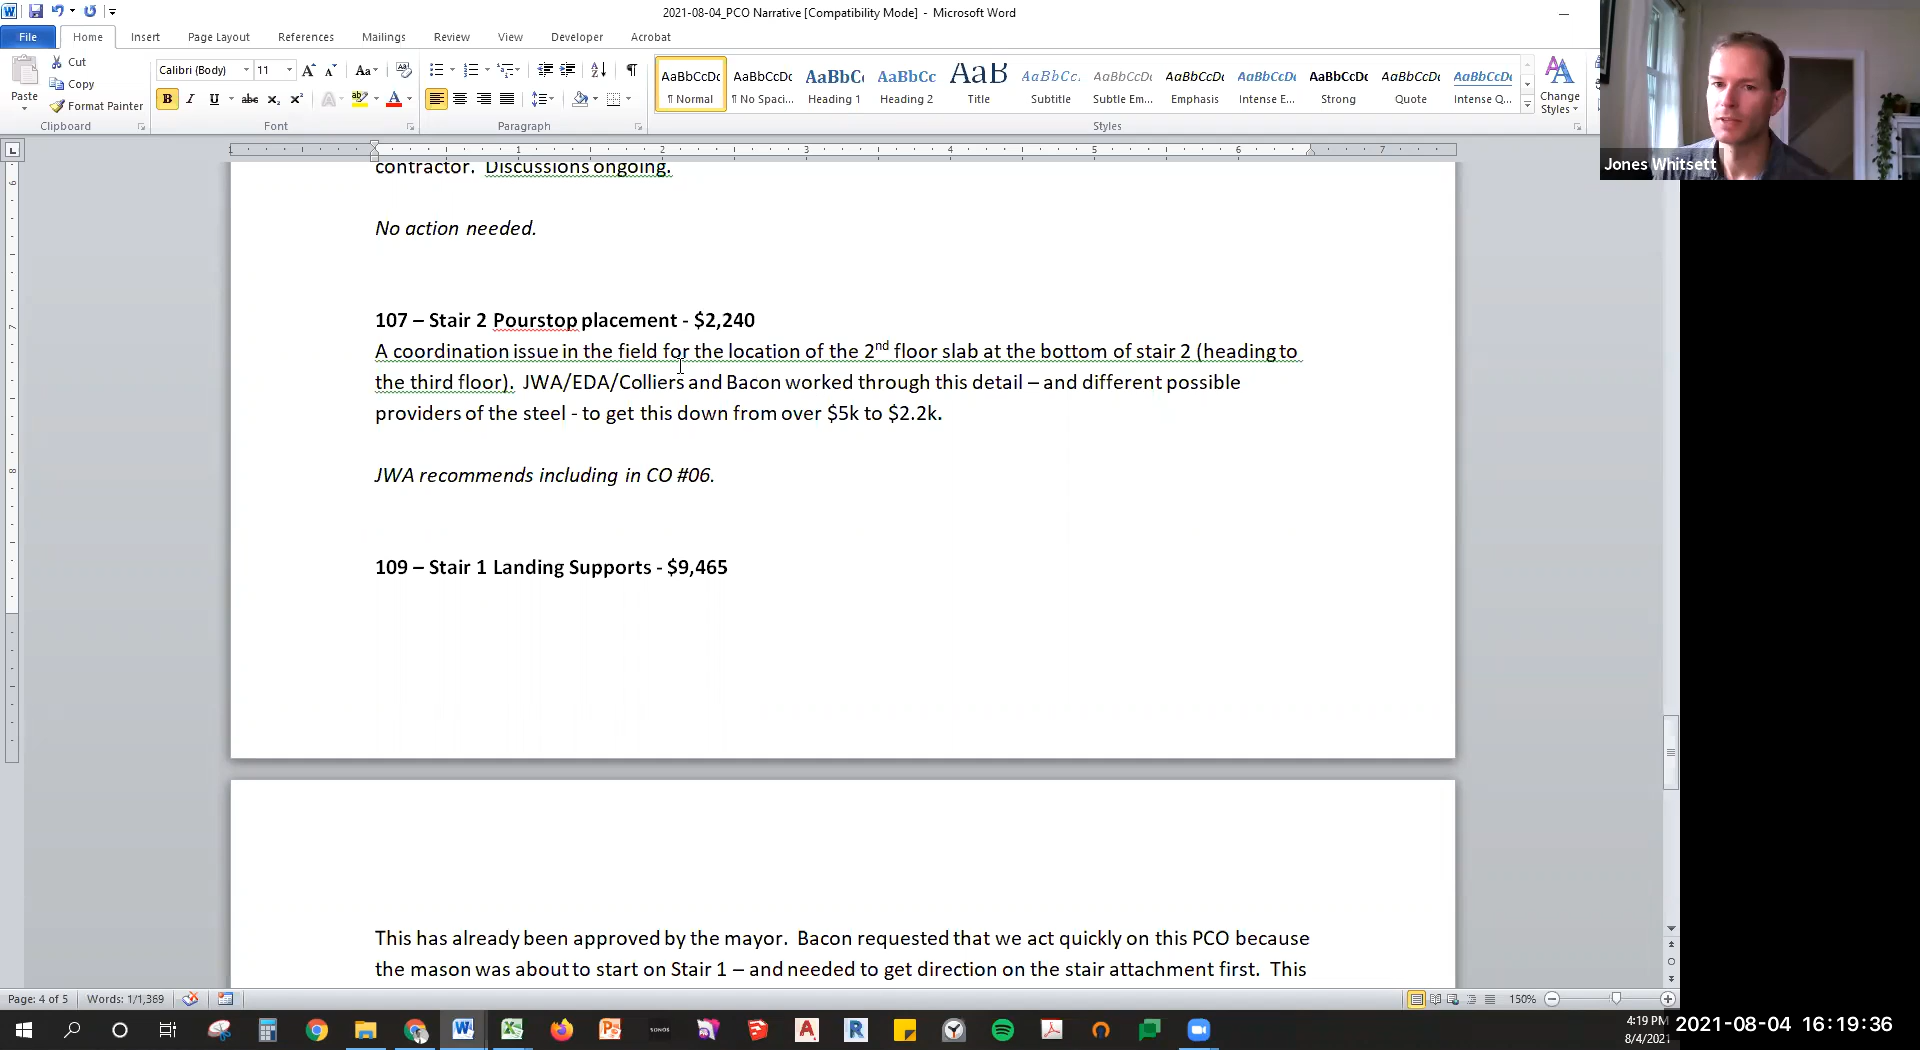 2021-08-04_PCO Narrative [Compatibility Mode] - Microsoft Word
File Home Insert Page Layout References Mailings Review View Developer Acrobat
Paste Cut Copy Format Painter
Calibri (Body) 11
AaBbCcDc AaBbCcDc AaBbC AaBbCc AaB AaBbCc. AaBbCcDc AaBbCcDc AaBbCcDc AaBbCcDc AaBbCcDc AaBbCcDc
¶ Normal ¶ No Spaci... Heading 1 Heading 2 Title Subtitle Subtle Em... Emphasis Intense E... Strong Quote Intense Q...
Change Styles
Clipboard Font Paragraph Styles
Jones Whitsett
contractor. Discussions ongoing.
No action needed.
107 – Stair 2 Pourstop placement - $2,240
A coordination issue in the field for the location of the 2nd floor slab at the bottom of stair 2 (heading to
the third floor). JWA/EDA/Colliers and Bacon worked through this detail – and different possible
providers of the steel - to get this down from over $5k to $2.2k.
JWA recommends including in CO #06.
109 – Stair 1 Landing Supports - $9,465
This has already been approved by the mayor. Bacon requested that we act quickly on this PCO because
the mason was about to start on Stair 1 – and needed to get direction on the stair attachment first. This
Page: 4 of 5 Words: 1/1,369 150%
SONOS
4:19 PM
8/4/2021
2021-08-04 16:19:36